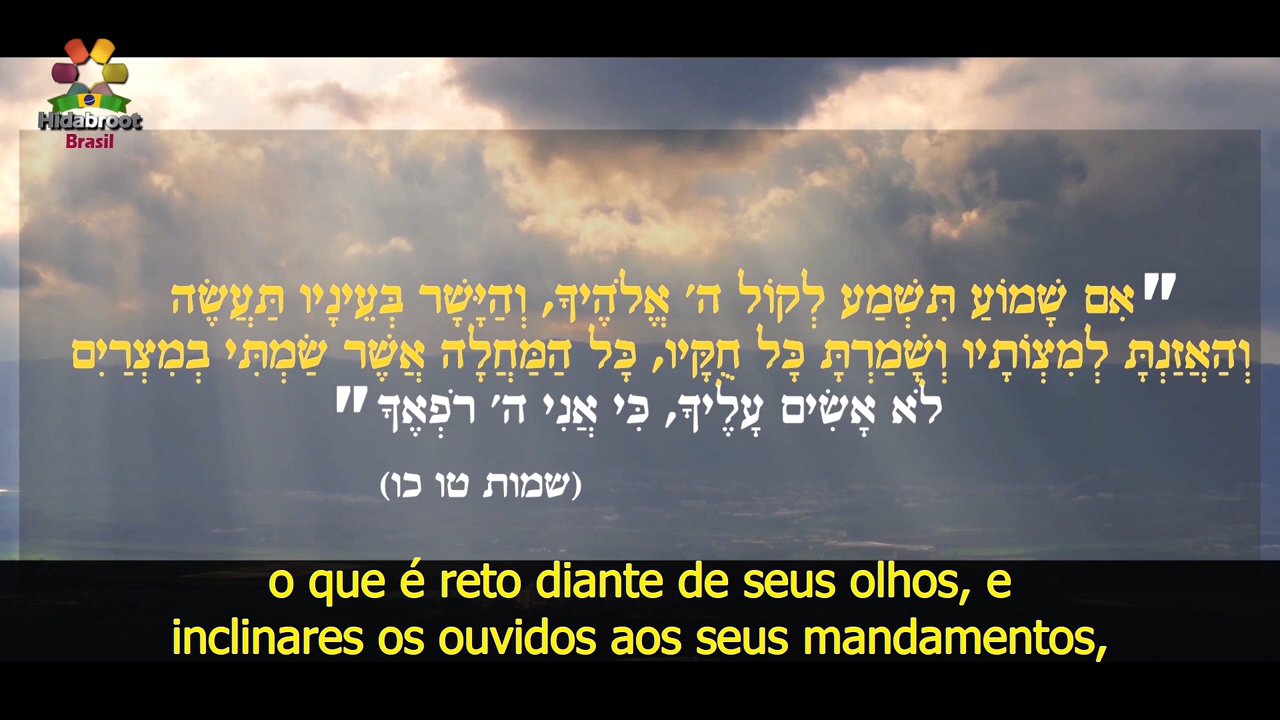 Hidabroot
Brasil
"אִם שָׁמוֹעַ תִּשְׁמַע לְקוֹל ה' אֱלֹהֶיךָ, וְהַיָּשָׁר בְּעֵינָיו תַּעֲשֶׂה
וְהַאֲזַנְתָּ לְמִצְוֹתָיו וְשָׁמַרְתָּ כָּל חֻקָּיו, כָּל הַמַּחֲלָה אֲשֶׁר שַׂמְתִּי בְמִצְרַיִם
לֹא אָשִׂים עָלֶיךָ, כִּי אֲנִי ה' רֹפְאֶךָ"
(שמות טו כו)
o que é reto diante de seus olhos, e
inclinares os ouvidos aos seus mandamentos,